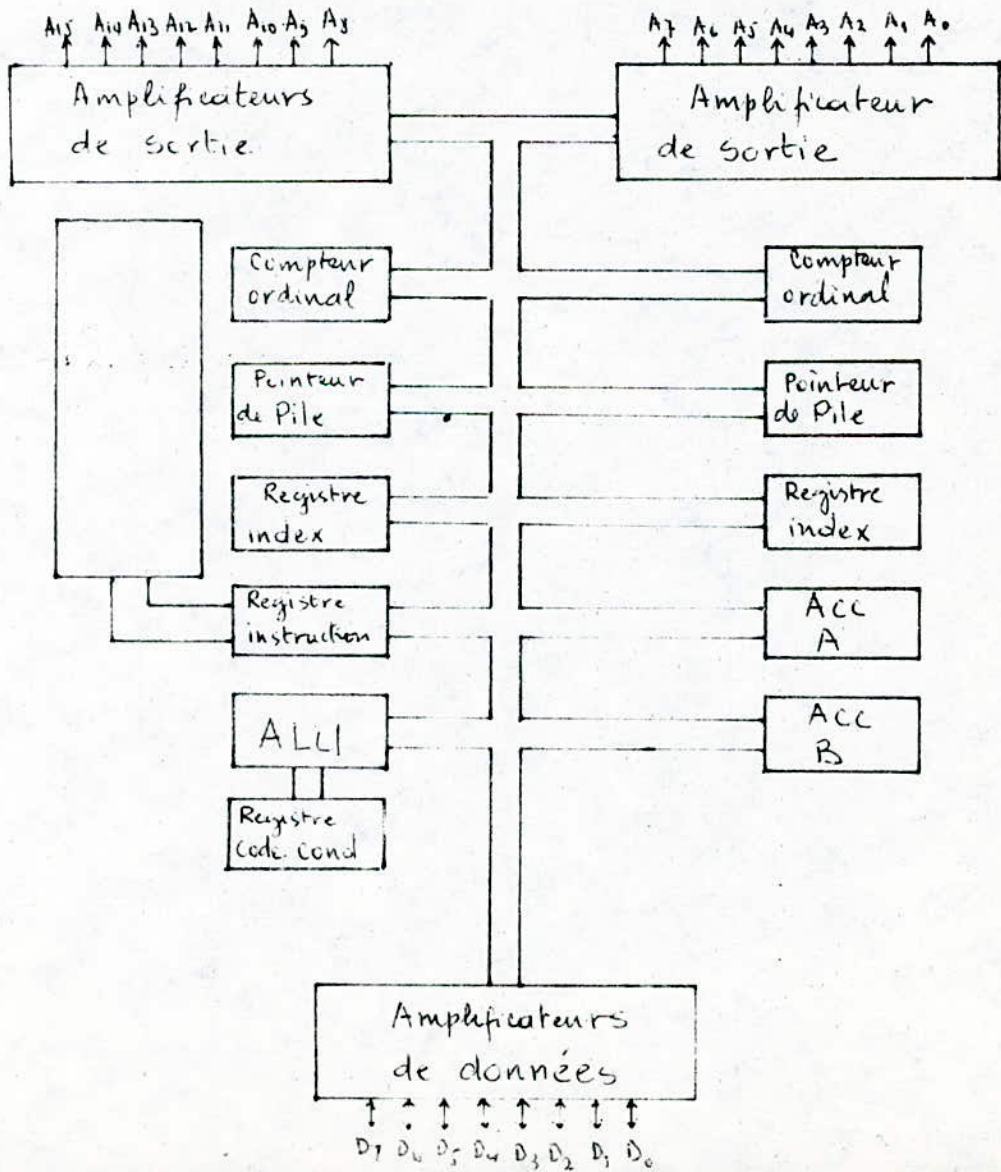 A15 A14 A13 A12 A11 A10 A9 A8
A7 A6 A5 A4 A3 A2 A1 A0
Amplificateurs
de sortie
Amplificateur
de sortie
Compteur
ordinal
Compteur
ordinal
Pointeur
de Pile
Pointeur
de Pile
Registre
index
Registre
index
Registre
instruction
ACC
A
ALU
ACC
B
Registre
Code. Cond
Amplificateurs
de données
D7 D6 D5 D4 D3 D2 D1 D0